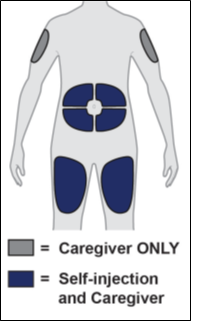 = Caregiver ONLY
= Self-injection
and Caregiver